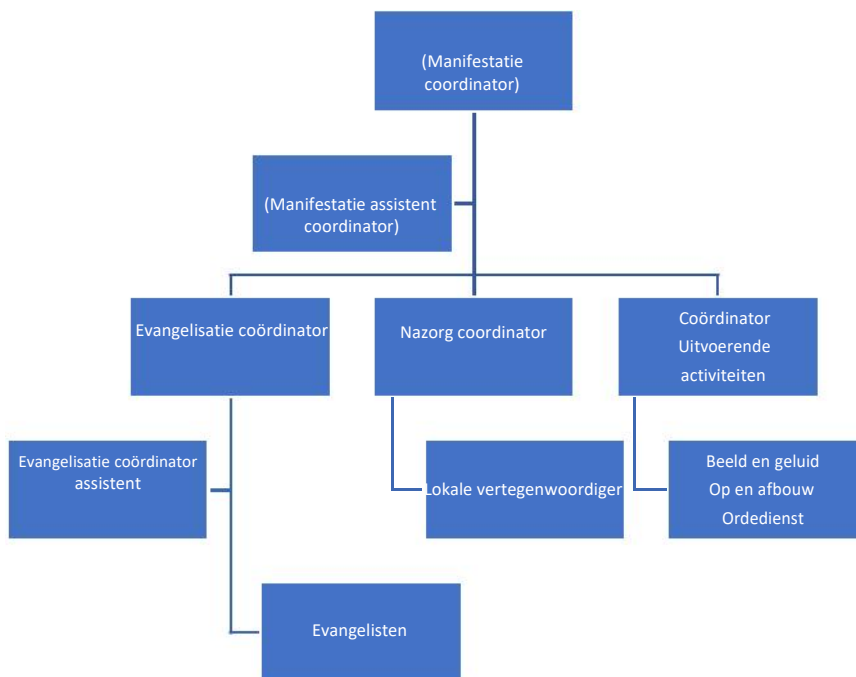 (Manifestatie
coordinator)
(Manifestatie assistent
coordinator)
Evangelisatie coördinator
Nazorg coordinator
Coördinator
Uitvoerende
activiteiten
Evangelisatie coördinator
assistent
Lokale vertegenwoordiger
Beeld en geluid
Op en afbouw
Ordedienst
Evangelisten